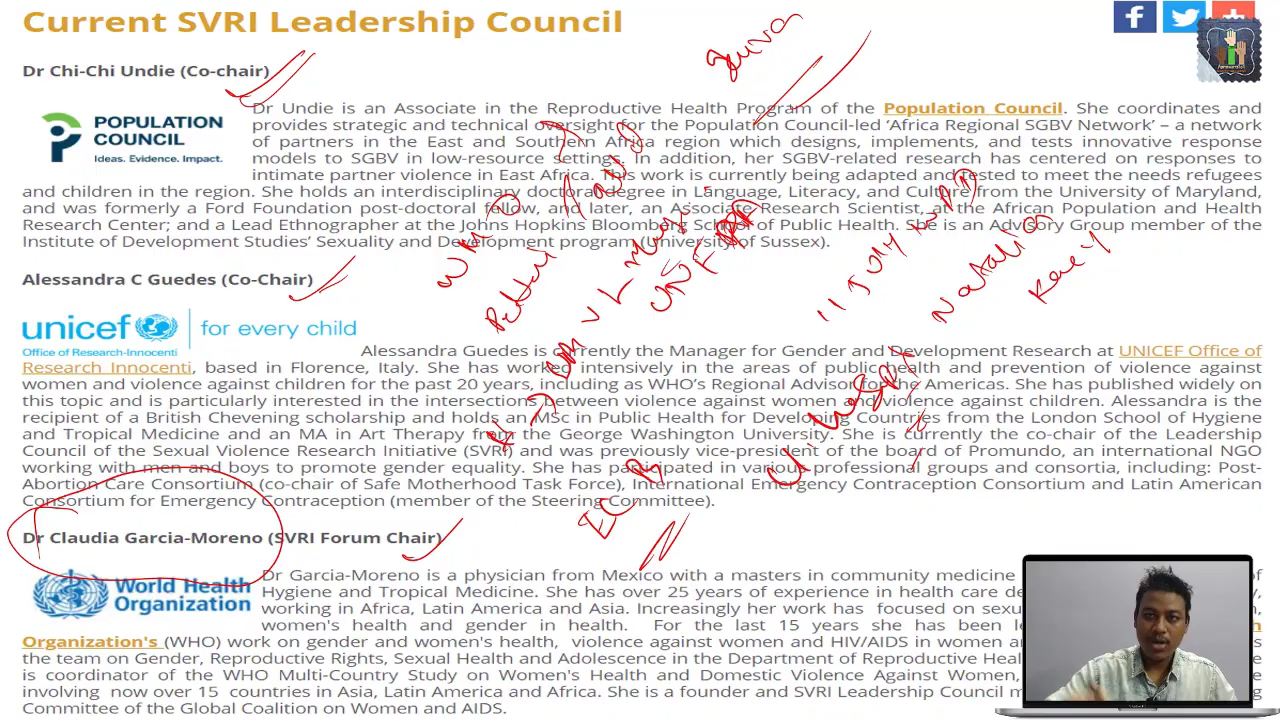 Current SVRI Leadership Council
Dr Chi-Chi Undie (Co-chair)
POPULATION
COUNCIL
Ideas. Evidence. Impact.
Dr Undie is an Associate in the Reproductive Health Program of the Population Council. She coordinates and
provides strategic and technical oversight for the Population Council-led ‘Africa Regional SGBV Network’ – a network
of partners in the East and Southern Africa region which designs, implements, and tests innovative response
models to SGBV in low-resource settings. In addition, her SGBV-related research has centered on responses to
intimate partner violence in East Africa. This work is currently being adapted and tested to meet the needs refugees
and children in the region. She holds an interdisciplinary doctoral degree in Language, Literacy, and Culture from the University of Maryland,
and was formerly a Ford Foundation post-doctoral fellow, and later, an Associate Research Scientist, at the African Population and Health
Research Center; and a Lead Ethnographer at the Johns Hopkins Bloomberg School of Public Health. She is an Advisory Group member of the
Institute of Development Studies’ Sexuality and Development program (University of Sussex).
Alessandra C Guedes (Co-Chair)
unicef for every child
Office of Research-Innocenti
Alessandra Guedes is currently the Manager for Gender and Development Research at UNICEF Office of
Research Innocenti, based in Florence, Italy. She has worked intensively in the areas of public health and prevention of violence against
women and violence against children for the past 20 years, including as WHO’s Regional Advisor for the Americas. She has published widely on
this topic and is particularly interested in the intersections between violence against women and violence against children. Alessandra is the
recipient of a British Chevening scholarship and holds an MSc in Public Health for Developing Countries from the London School of Hygiene
and Tropical Medicine and an MA in Art Therapy from the George Washington University. She is currently the co-chair of the Leadership
Council of the Sexual Violence Research Initiative (SVRI) and was previously vice-president of the board of Promundo, an international NGO
working with men and boys to promote gender equality. She has participated in various professional groups and consortia, including: Post-
Abortion Care Consortium (co-chair of Safe Motherhood Task Force), International Emergency Contraception Consortium and Latin American
Consortium for Emergency Contraception (member of the Steering Committee).
Dr Claudia Garcia-Moreno (SVRI Forum Chair)
World Health
Organization
Dr Garcia-Moreno is a physician from Mexico with a masters in community medicine of
Hygiene and Tropical Medicine. She has over 25 years of experience in health care
working in Africa, Latin America and Asia. Increasingly her work has focused on
women's health and gender in health. For the last 15 years she has been
Organization's (WHO) work on gender and women's health, violence against women and HIV/AIDS in women
the team on Gender, Reproductive Rights, Sexual Health and Adolescence in the Department of Reproductive
is coordinator of the WHO Multi-Country Study on Women's Health and Domestic Violence Against Women,
involving now over 15 countries in Asia, Latin America and Africa. She is a founder and SVRI Leadership Council
Committee of the Global Coalition on Women and AIDS.
WHO
UNFPA